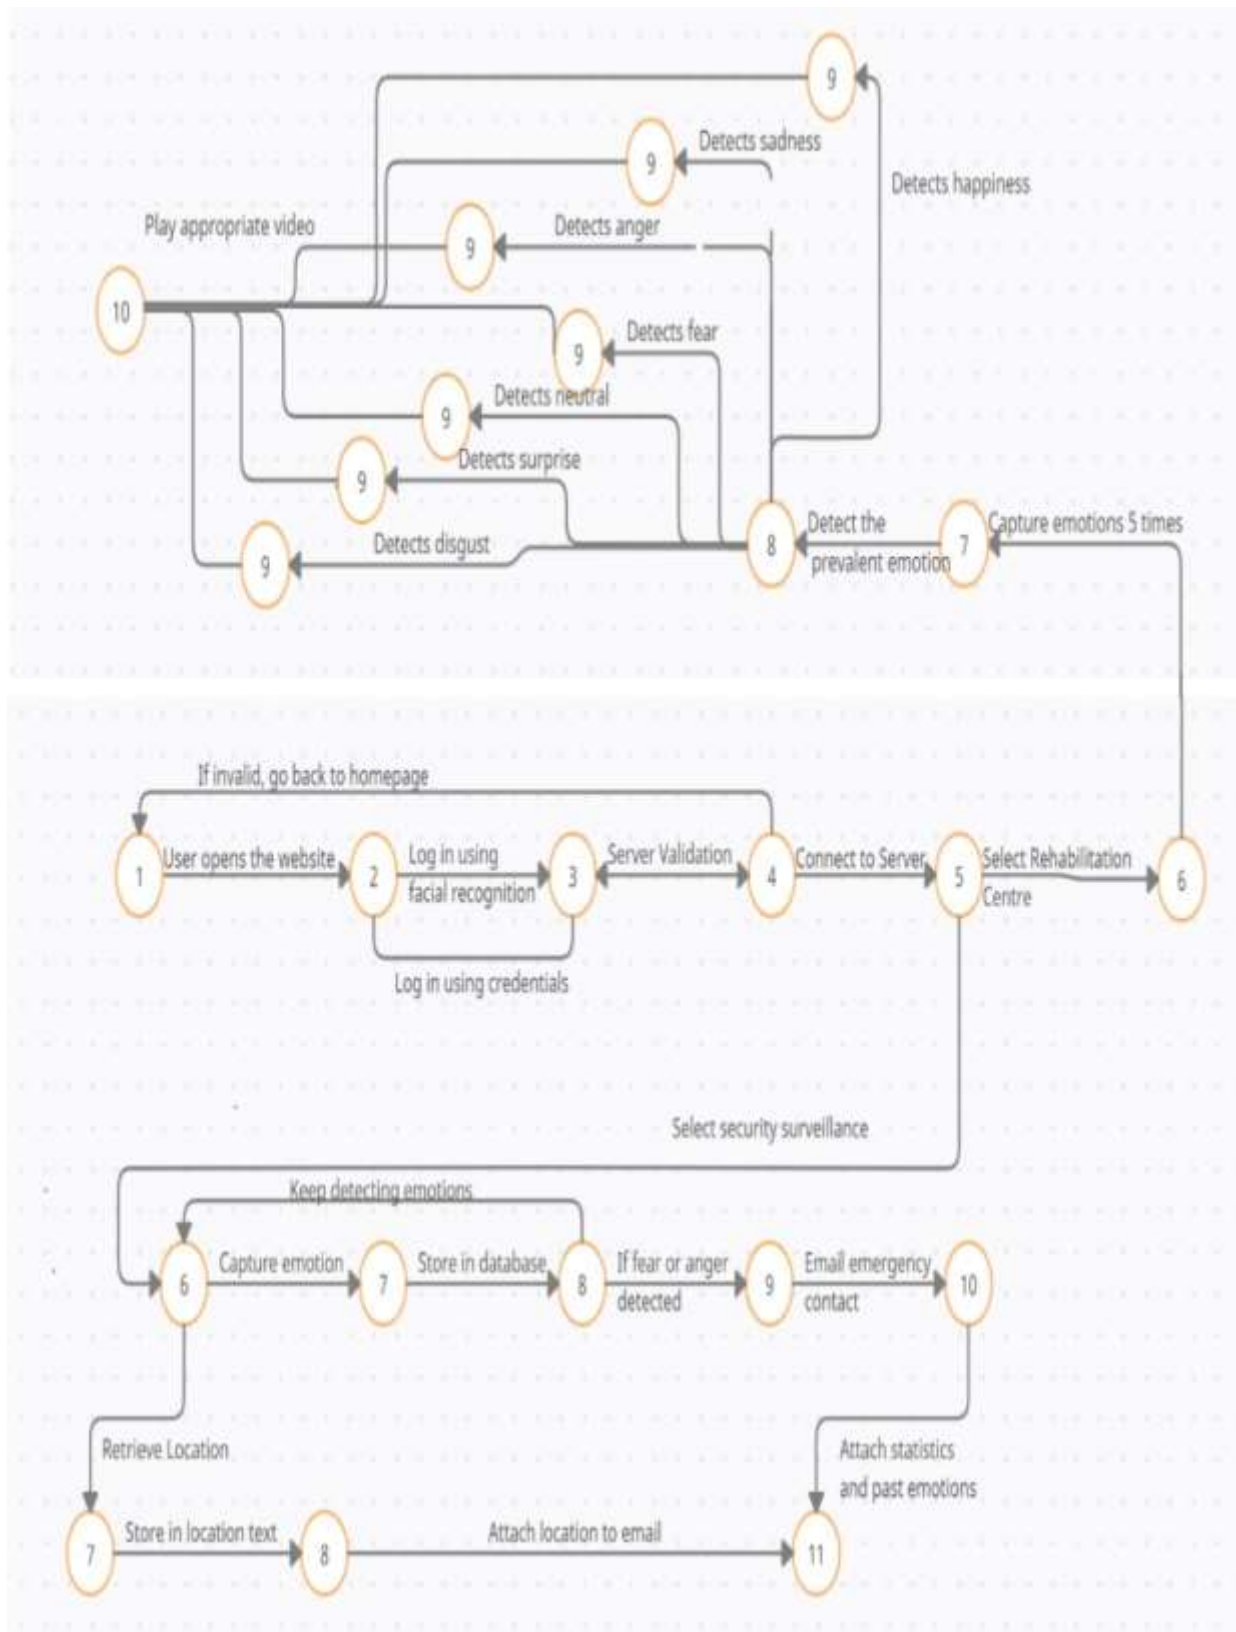 9
Detects sadness
9
Detects happiness
Play appropriate video
Detects anger
9
10
Detects fear
9
Detects neutral
9
Detects surprise
9
Detects disgust
9
8
Detect the
prevalent emotion
7
Capture emotions 5 times
If invalid, go back to homepage
1
User opens the website
2
Log in using
facial recognition
3
Server Validation
4
Connect to Server
5
Select Rehabilitation
Centre
6
Log in using credentials
Select security surveillance
Keep detecting emotions
6
Capture emotion
7
Store in database
8
If fear or anger
detected
9
Email emergency
contact
10
Retrieve Location
Attach statistics
and past emotions
7
Store in location text
8
Attach location to email
11